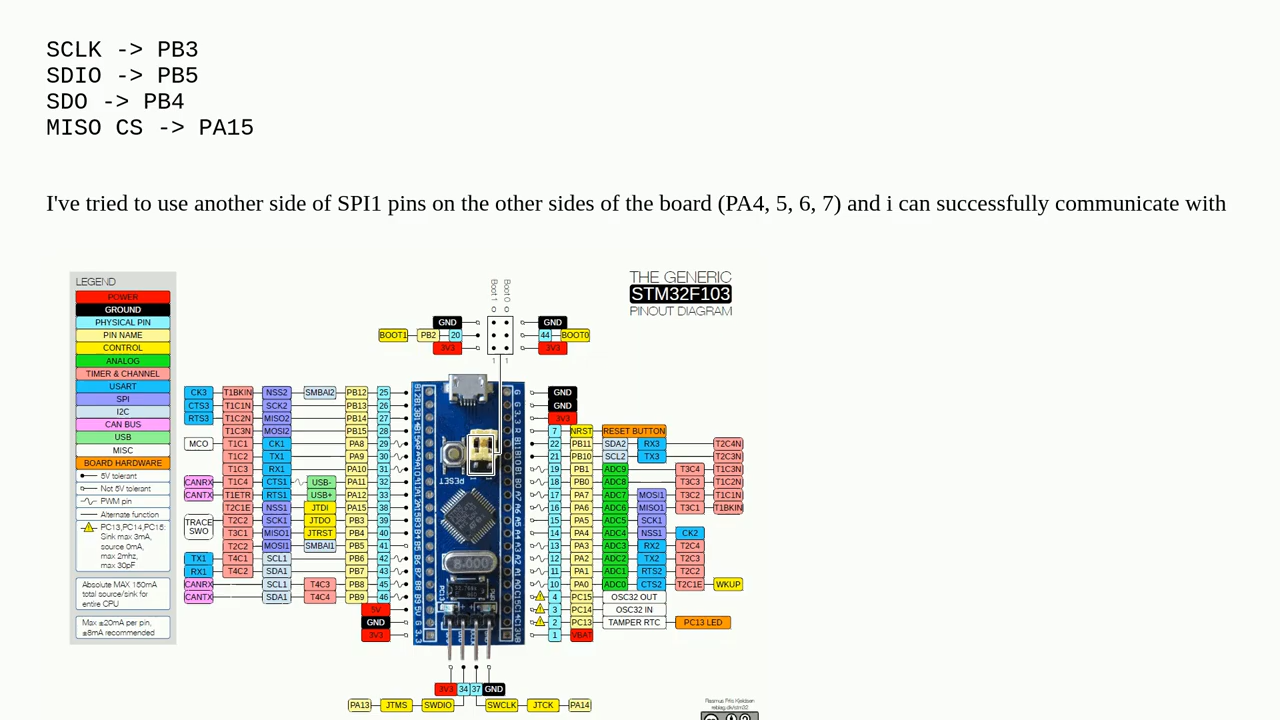 SCLK -> PB3
SDIO -> PB5
SDO -> PB4
MISO CS -> PA15
I've tried to use another side of SPI1 pins on the other sides of the board (PA4, 5, 6, 7) and i can successfully communicate with
LEGEND
POWER
GROUND
PHYSICAL PIN
PIN NAME
CONTROL
ANALOG
TIMER & CHANNEL
USART
SPI
I2C
CAN BUS
USB
MISC
BOARD HARDWARE
5V tolerant
Not 5V tolerant
PWM pin
Alternate function
PC13,PC14,PC15:
Sink max 3mA,
source 0mA,
max 2mhz,
max 30pF
Absolute MAX 150mA
total source/sink for
entire CPU
Max ±20mA per pin,
±8mA recommended
THE GENERIC
STM32F103
PINOUT DIAGRAM
Boot 1 Boot 0
GND GND
BOOT1 PB2 20 44 BOOT0
3V3 3V3
1 1
CK3 T1BKIN NSS2 SMBAI2 PB12 25
CTS3 T1C1N SCK2 PB13 26
RTS3 T1C2N MISO2 PB14 27
T1C3N MOSI2 PB15 28
MCO T1C1 CK1 PA8 29
T1C2 TX1 PA9 30
T1C3 RX1 PA10 31
CANRX T1C4 CTS1 USB- PA11 32
CANTX T1ETR RTS1 USB+ PA12 33
T2C1E NSS1 JTDI PA15 38
TRACE SWO T2C2 SCK1 JTDO PB3 39
T3C1 MISO1 JTRST PB4 40
T2C2 MOSI1 SMBAI1 PB5 41
TX1 T4C1 SCL1 PB6 42
RX1 T4C2 SDA1 PB7 43
CANRX SCL1 T4C3 PB8 45
CANTX SDA1 T4C4 PB9 46
5V
GND
3V3
RESET
8-000
GND
GND
3V3
7 NRST RESET BUTTON
22 PB11 SDA2 RX3 T2C4N
21 PB10 SCL2 TX3 T2C3N
19 PB1 ADC9 T3C4 T1C3N
18 PB0 ADC8 T3C3 T1C2N
17 PA7 ADC7 MOSI1 T3C2 T1C1N
16 PA6 ADC6 MISO1 T3C1 T1BKIN
15 PA5 ADC5 SCK1
14 PA4 ADC4 NSS1 CK2
13 PA3 ADC3 RX2 T2C4
12 PA2 ADC2 TX2 T2C3
11 PA1 ADC1 RTS2 T2C2
10 PA0 ADC0 CTS2 T2C1E WKUP
4 PC15 OSC32 OUT
3 PC14 OSC32 IN
2 PC13 TAMPER RTC PC13 LED
1 VBAT
3V3 34 37 GND
PA13 JTMS SWDIO SWCLK JTCK PA14